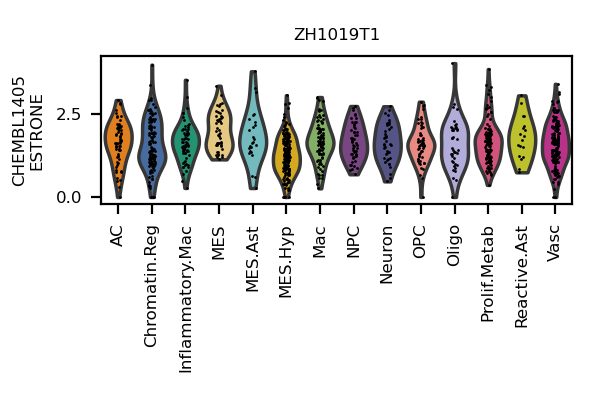 ZH1019T1
CHEMBL1405
ESTRONE
2.5
0.0
AC
Chromatin.Reg
Inflammatory.Mac
MES
MES.Ast
MES.Hyp
Mac
NPC
Neuron
OPC
Oligo
Prolif.Metab
Reactive.Ast
Vasc